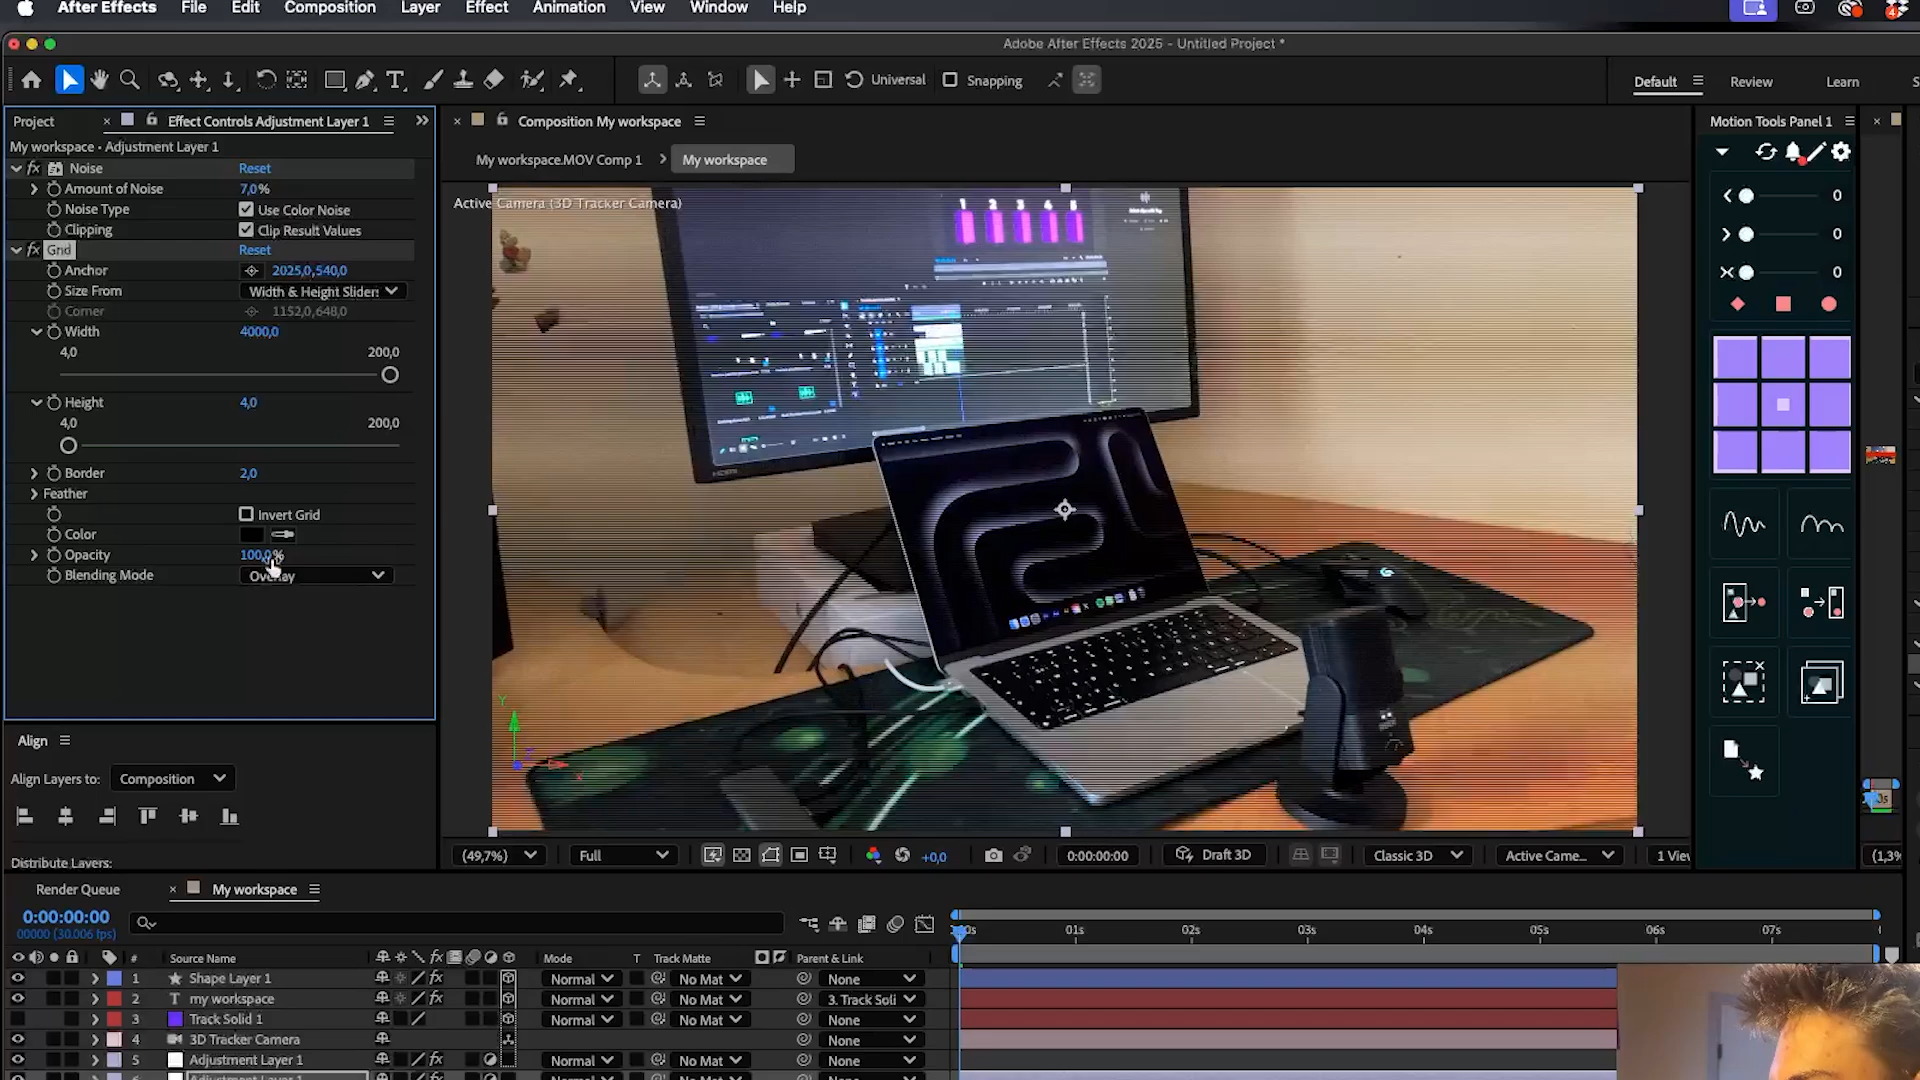 After Effects File Edit Composition Layer Effect Animation View Window Help
Adobe After Effects 2025 - Untitled Project *
Universal Snapping Default Review Learn
Project Effect Controls Adjustment Layer 1
Composition My workspace
Motion Tools Panel 1
My workspace • Adjustment Layer 1
My workspace.MOV Comp 1 My workspace
Noise Reset
Amount of Noise 7,0%
Noise Type Use Color Noise
Clipping Clip Result Values
Grid Reset
Anchor 2025,0,540,0
Size From Width & Height Sliders
Corner 1152,0,648,0
Width 4000,0
4,0 200,0
Height 4,0
4,0 200,0
Border 2,0
Feather
Invert Grid
Color
Opacity 100,0%
Blending Mode Overlay
Active Camera (3D Tracker Camera)
1 2 3 4 5
Y
X
0
0
0
Align
Align Layers to: Composition
Distribute Layers:
(49,7%) Full +0,0 0:00:00:00 Draft 3D Classic 3D Active Came... 1 View (1,3%
Render Queue My workspace
0:00:00:00
00000 (30.006 fps)
01s 02s 03s 04s 05s 06s 07s
# Source Name Mode T Track Matte Parent & Link
1 Shape Layer 1 Normal No Mat None
2 T my workspace Normal No Mat 3. Track Soli
3 Track Solid 1 Normal No Mat None
4 3D Tracker Camera None
5 Adjustment Layer 1 Normal No Mat None